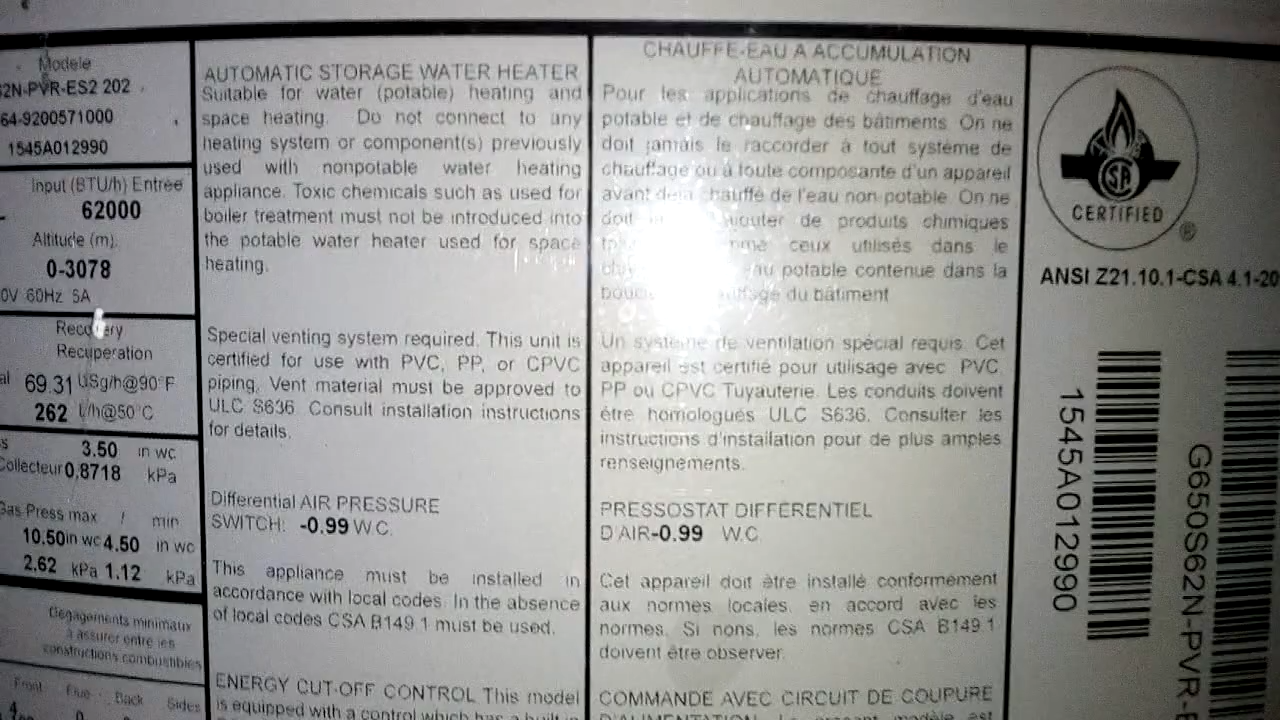 Modèle
2N-PVR-ES2 202
64-9200571000
1545A012990
Input (BTU/h) Entrée
62000
Altitude (m)
0-3078
0V 60Hz 5A
Recovery
Recuperation
69.31 USg/h@90°F
262 L/h@50°C
3.50 in wc
Collecteur 0,8718 kPa
Gas Press max / min
10.50 in wc 4.50 in wc
2.62 kPa 1.12 kPa
Dégagements minimaux
à assurer entre les
constructions combustibles
Front Flue Back Sides
AUTOMATIC STORAGE WATER HEATER
Suitable for water (potable) heating and
space heating. Do not connect to any
heating system or component(s) previously
used with nonpotable water heating
appliance. Toxic chemicals such as used for
boiler treatment must not be introduced into
the potable water heater used for space
heating.
Special venting system required. This unit is
certified for use with PVC, PP, or CPVC
piping. Vent material must be approved to
ULC S636. Consult installation instructions
for details.
Differential AIR PRESSURE
SWITCH: -0.99 W.C.
This appliance must be installed in
accordance with local codes. In the absence
of local codes CSA B149.1 must be used.
ENERGY CUT-OFF CONTROL This model
is equipped with a control which has a built-in
CHAUFFE-EAU A ACCUMULATION
AUTOMATIQUE
Pour les applications de chauffage d'eau
potable et de chauffage des bâtiments. On ne
doit jamais le raccorder à tout système de
chauffage ou à toute composante d'un appareil
avant déjà chauffé de l'eau non potable. On ne
doit ajouter de produits chimiques
ceux utilisés dans le
potable contenue dans la
du bâtiment
Un système de ventilation spécial requis. Cet
appareil est certifié pour utilisage avec PVC,
PP ou CPVC Tuyauterie. Les conduits doivent
être homologués ULC S636. Consulter les
instructions d'installation pour de plus amples
renseignements.
PRESSOSTAT DIFFÉRENTIEL
D'AIR-0.99 W.C.
Cet appareil doit être installé conformément
aux normes locales, en accord avec les
normes. Si nons, les normes CSA B149.1
doivent être observer.
COMMANDE AVEC CIRCUIT DE COUPURE
D'ALIMENTATION Le présent modèle est
CSA
CERTIFIED
®
ANSI Z21.10.1-CSA 4.1-20
1545A012990
G650S62N-PVR-